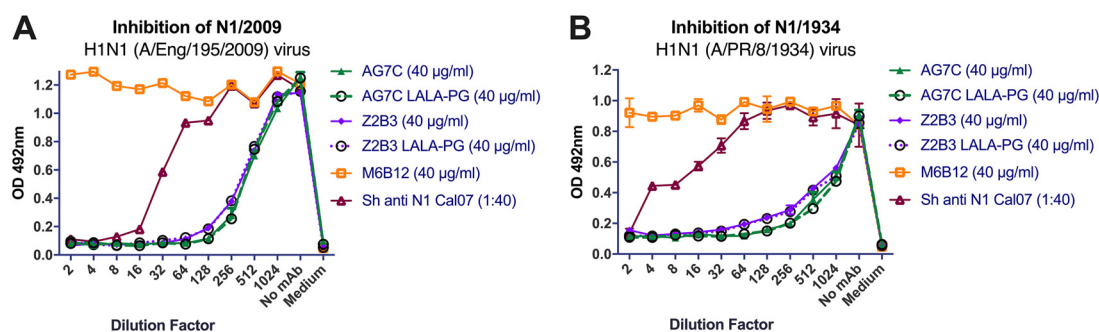 A
Inhibition of N1/2009
H1N1 (A/Eng/195/2009) virus
OD 492nm
1.2
1.0
0.8
0.6
0.4
0.2
0.0
2
4
8
16
32
64
128
256
512
1024
No mAb
Medium
Dilution Factor
AG7C (40 µg/ml)
AG7C LALA-PG (40 µg/ml)
Z2B3 (40 µg/ml)
Z2B3 LALA-PG (40 µg/ml)
M6B12 (40 µg/ml)
Sh anti N1 Cal07 (1:40)
B
Inhibition of N1/1934
H1N1 (A/PR/8/1934) virus
OD 492nm
1.2
1.0
0.8
0.6
0.4
0.2
0.0
2
4
8
16
32
64
128
256
512
1024
No mAb
Medium
Dilution Factor
AG7C (40 µg/ml)
AG7C LALA-PG (40 µg/ml)
Z2B3 (40 µg/ml)
Z2B3 LALA-PG (40 µg/ml)
M6B12 (40 µg/ml)
Sh anti N1 Cal07 (1:40)